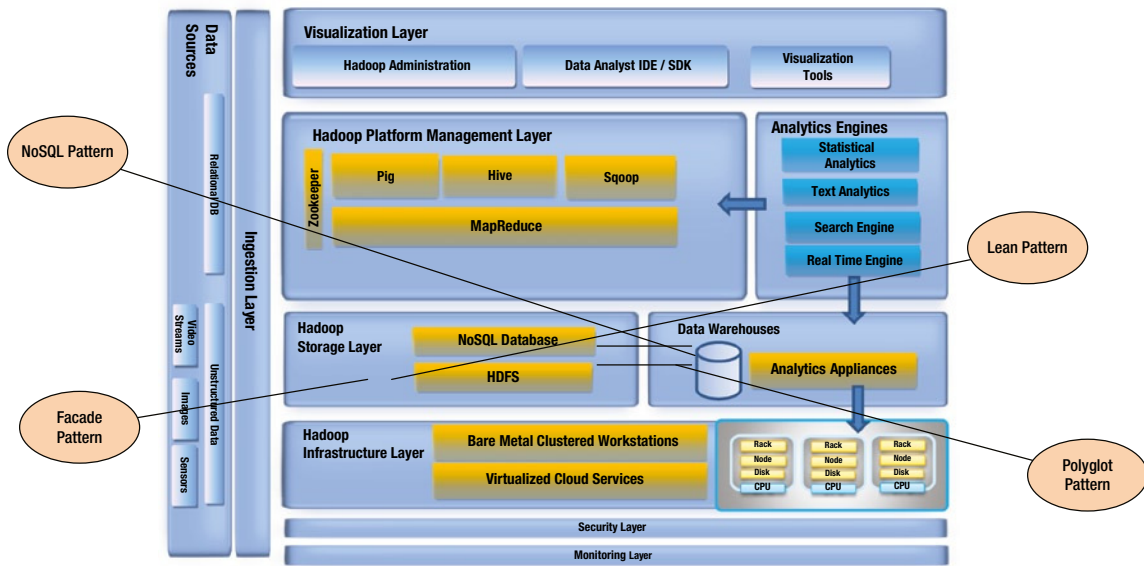 Data
Sources
Relational DB
Video
Streams
Images
Sensors
Unstructured Data
Ingestion Layer
Visualization Layer
Hadoop Administration
Data Analyst IDE / SDK
Visualization
Tools
Hadoop Platform Management Layer
Zookeeper
Pig
Hive
Sqoop
MapReduce
Analytics Engines
Statistical
Analytics
Text Analytics
Search Engine
Real Time Engine
Hadoop
Storage Layer
NoSQL Database
HDFS
Data Warehouses
Analytics Appliances
Hadoop
Infrastructure Layer
Bare Metal Clustered Workstations
Virtualized Cloud Services
Rack
Node
Disk
CPU
Rack
Node
Disk
CPU
Rack
Node
Disk
CPU
Security Layer
Monitoring Layer
NoSQL Pattern
Lean Pattern
Facade
Pattern
Polyglot
Pattern